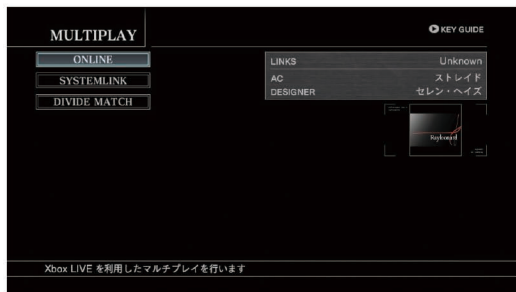 MULTIPLAY
KEY GUIDE
ONLINE
SYSTEMLINK
DIVIDE MATCH
LINKS Unknown
AC ストレイド
DESIGNER セレン・ヘイズ
Rayleonard
Xbox LIVE を利用したマルチプレイを行います